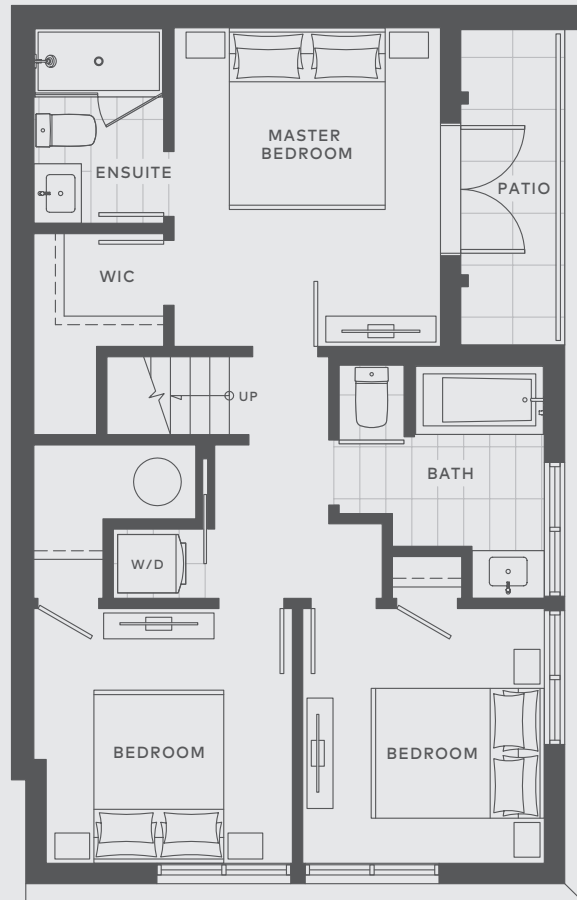 MASTER
BEDROOM
ENSUITE
PATIO
WIC
UP
BATH
W/D
BEDROOM
BEDROOM